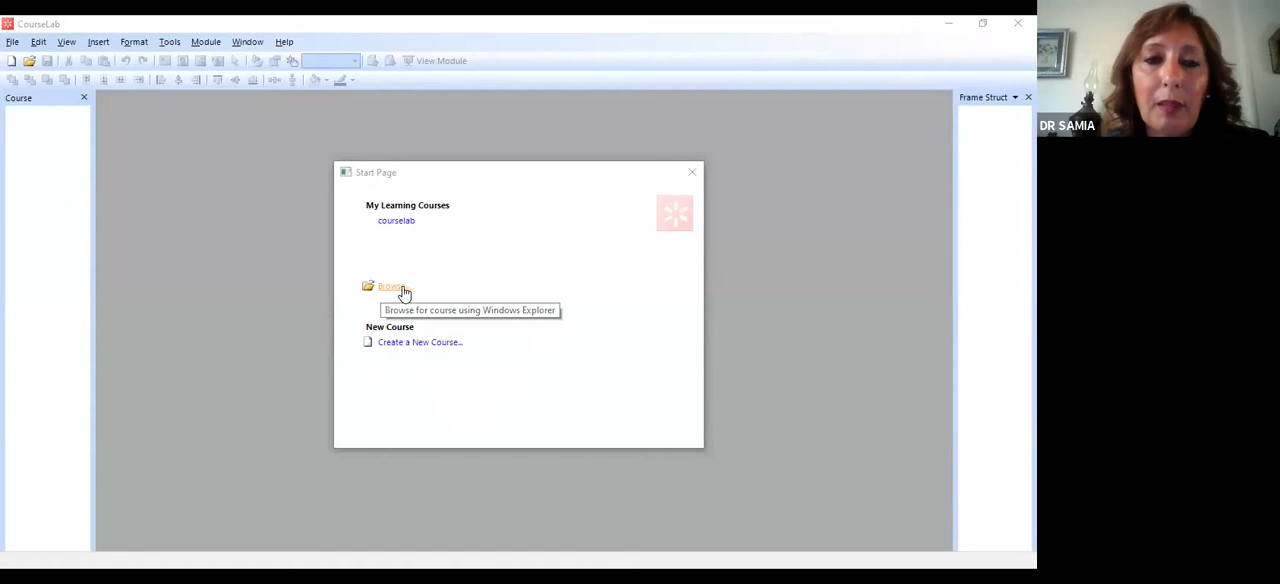 CourseLab
File Edit View Insert Format Tools Module Window Help
View Module
Course
Frame Struct
DR SAMIA
Start Page
My Learning Courses
courselab
Browse...
Browse for course using Windows Explorer
New Course
Create a New Course...